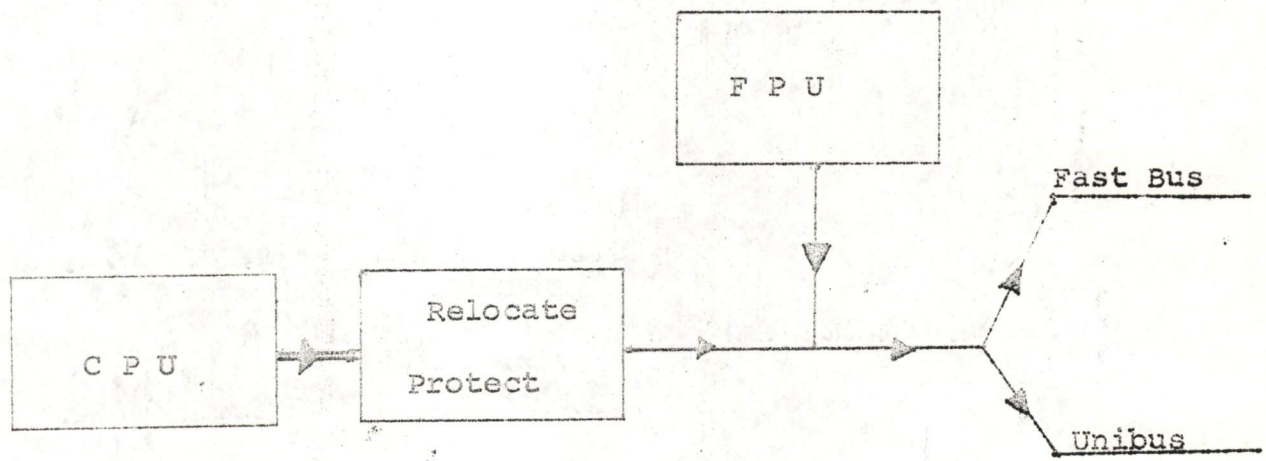 F P U
Fast Bus
Relocate
C P U
Protect
Unibus